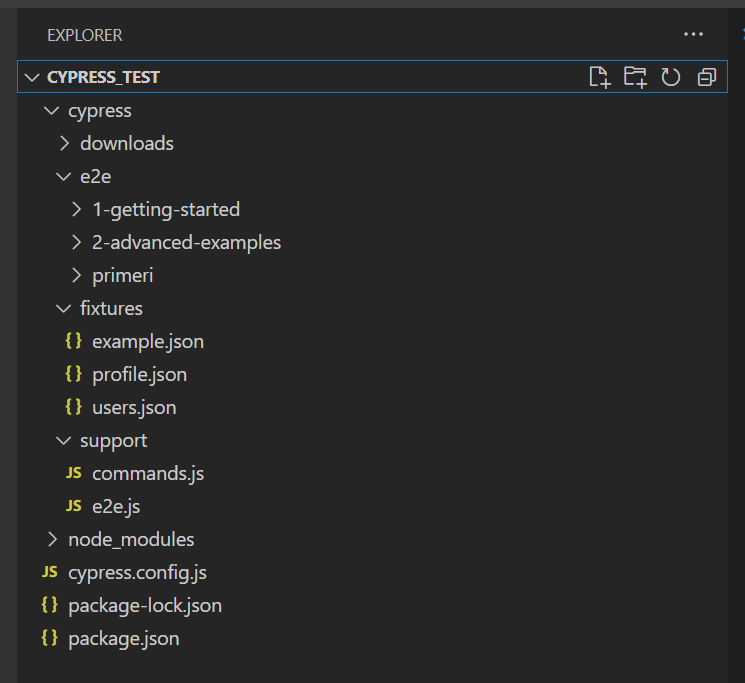 EXPLORER
CYPRESS_TEST
cypress
downloads
e2e
1-getting-started
2-advanced-examples
primeri
fixtures
{} example.json
{} profile.json
{} users.json
support
JS commands.js
JS e2e.js
node_modules
JS cypress.config.js
{} package-lock.json
{} package.json